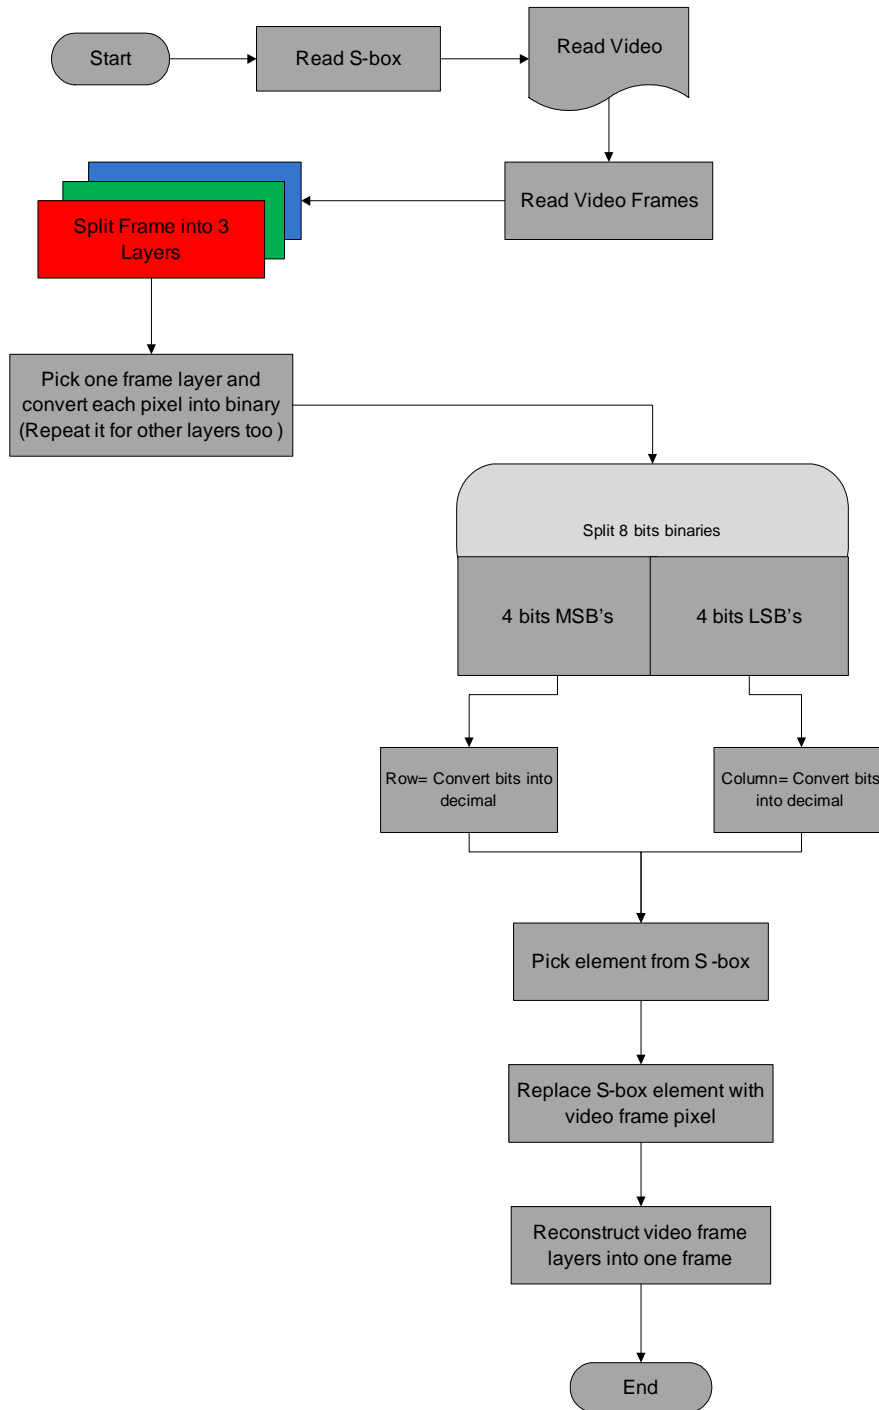 Start
Read S-box
Read Video
Read Video Frames
Split Frame into 3
Layers
Pick one frame layer and
convert each pixel into binary
(Repeat it for other layers too )
Split 8 bits binaries
4 bits MSB's
4 bits LSB's
Row= Convert bits into
decimal
Column= Convert bits
into decimal
Pick element from S -box
Replace S-box element with
video frame pixel
Reconstruct video frame
layers into one frame
End